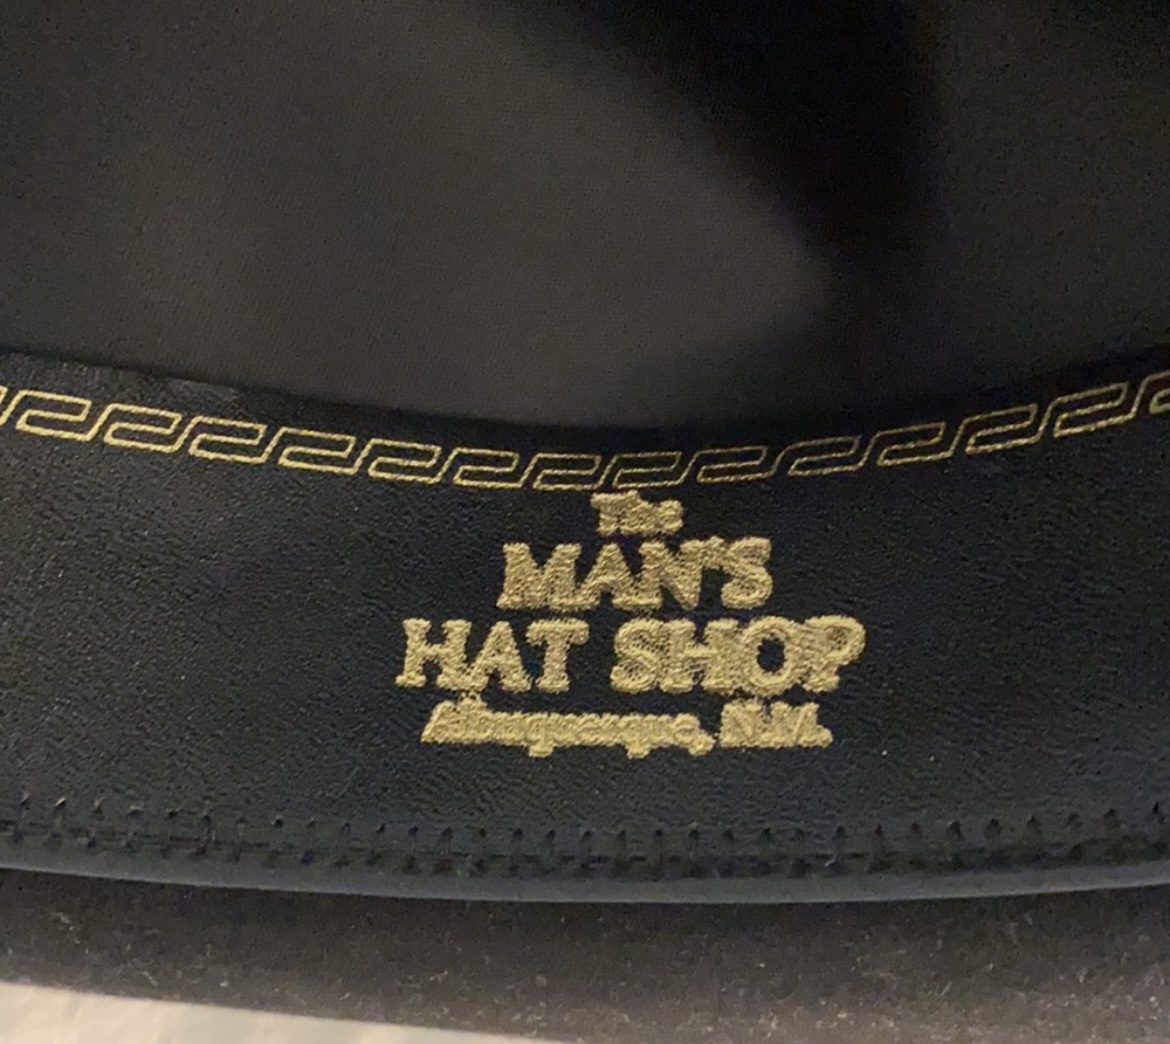 The
MAN'S
HAT SHOP
Albuquerque, N.M.